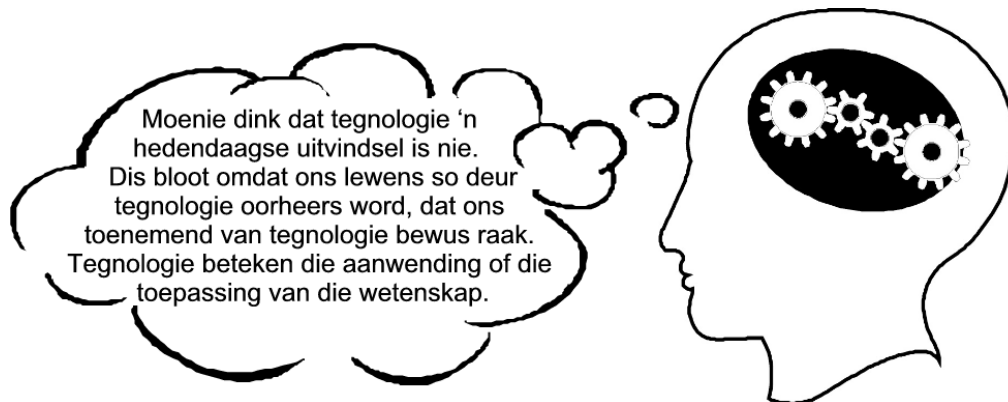 Moenie dink dat tegnologie ‘n
hedendaagse uitvindsel is nie.
Dis bloot omdat ons lewens so deur
tegnologie oorheers word, dat ons
toenemend van tegnologie bewus raak.
Tegnologie beteken die aanwending of die
toepassing van die wetenskap.